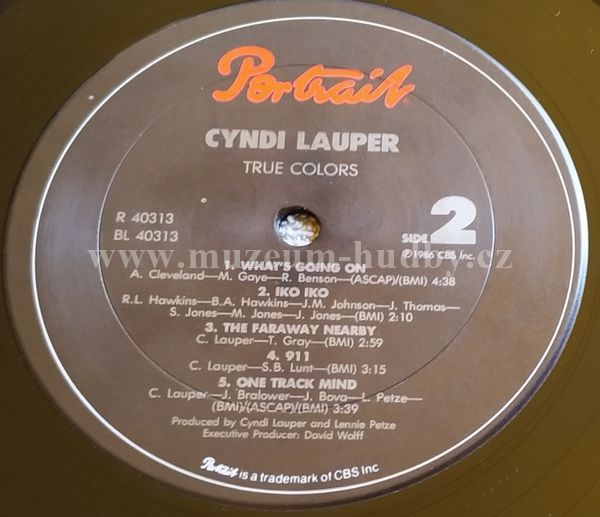 Portrait
CYNDI LAUPER
TRUE COLORS
R 40313
BL 40313
SIDE 2
℗1986 CBS Inc.
www.muzeum-hudby.cz
1. WHAT'S GOING ON
A. Cleveland—M. Gaye—R. Benson—(ASCAP)/(BMI) 4:38
2. IKO IKO
R.L. Hawkins—B.A. Hawkins—J.M. Johnson—J. Thomas—
S. Jones—M. Jones—J. Jones—(BMI) 2:10
3. THE FARAWAY NEARBY
C. Lauper—T. Gray—(BMI) 2:59
4. 911
C. Lauper—S.B. Lunt—(BMI) 3:15
5. ONE TRACK MIND
C. Lauper—J. Bralower—J. Bova—L. Petze—
(BMI)/(ASCAP)/(BMI) 3:39
Produced by Cyndi Lauper and Lennie Petze
Executive Producer: David Wolff
Portrait is a trademark of CBS Inc